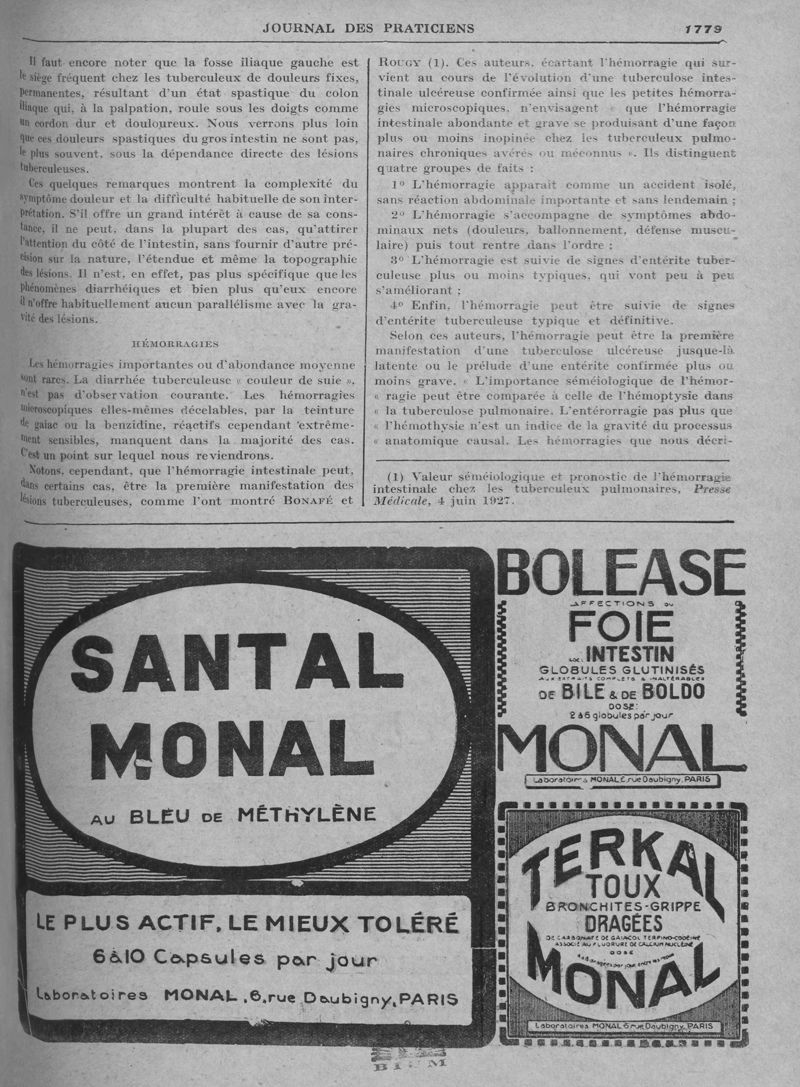 JOURNAL DES PRATICIENS 1779
Il faut encore noter que la fosse iliaque gauche est
le siège fréquent chez les tuberculeux de douleurs fixes,
permanentes, résultant d'un état spastique du colon
iliaque qui, à la palpation, roule sous les doigts comme
un cordon dur et douloureux. Nous verrons plus loin
que ces douleurs spastiques du gros intestin ne sont pas,
le plus souvent, sous la dépendance directe des lésions
tuberculeuses.
Ces quelques remarques montrent la complexité du
symptôme douleur et la difficulté habituelle de son inter-
prétation. S'il offre un grand intérêt à cause de sa cons-
tance, il ne peut, dans la plupart des cas, qu'attirer
l'attention du côté de l'intestin, sans fournir d'autre pré-
cision sur la nature, l'étendue et même la topographie
des lésions. Il n'est, en effet, pas plus spécifique que les
phénomènes diarrhéiques et bien plus qu'eux encore
il n'offre habituellement aucun parallélisme avec la gra-
vité des lésions.
HÉMORRAGIES
Les hémorragies importantes ou d'abondance moyenne
sont rares. La diarrhée tuberculeuse « couleur de suie »,
n'est pas d'observation courante. Les hémorragies
microscopiques elles-mêmes décelables, par la teinture
de gaïac ou la benzidine, réactifs cependant extrême-
ment sensibles, manquent dans la majorité des cas.
C'est un point sur lequel nous reviendrons.
Notons, cependant, que l'hémorragie intestinale peut,
dans certains cas, être la première manifestation des
lésions tuberculeuses, comme l'ont montré BONAFÉ et
ROUGY (1). Ces auteurs, écartant l'hémorragie qui sur-
vient au cours de l'évolution d'une tuberculose intes-
tinale ulcéreuse confirmée ainsi que les petites hémorra-
gies microscopiques, n'envisagent « que l'hémorragie
intestinale abondante et grave se produisant d'une façon
plus ou moins inopinée chez les tuberculeux pulmo-
naires chroniques avérés ou méconnus ». Ils distinguent
quatre groupes de faits :
1° L'hémorragie apparaît comme un accident isolé,
sans réaction abdominale importante et sans lendemain ;
2° L'hémorragie s'accompagne de symptômes abdo-
minaux nets (douleurs, ballonnement, défense muscu-
laire) puis tout rentre dans l'ordre ;
3° L'hémorragie est suivie de signes d'entérite tuber-
culeuse plus ou moins typiques, qui vont peu à peu
s'améliorant ;
4° Enfin, l'hémorragie peut être suivie de signes
d'entérite tuberculeuse typique et définitive.
Selon ces auteurs, l'hémorragie peut être la première
manifestation d'une tuberculose ulcéreuse jusque-là
latente ou le prélude d'une entérite confirmée plus ou
moins grave. « L'importance séméiologique de l'hémor-
« ragie peut être comparée à celle de l'hémoptysie dans
« la tuberculose pulmonaire. L'entérorragie pas plus que
« l'hémothysie n'est un indice de la gravité du processus
« anatomique causal. Les hémorragies que nous décri-
(1) Valeur séméiologique et pronostic de l'hémorragie
intestinale chez les tuberculeux pulmonaires, Presse
Médicale, 4 juin 1927.
SANTAL
MONAL
AU BLEU DE MÉTHYLÈNE
LE PLUS ACTIF, LE MIEUX TOLÉRÉ
6 à 10 Capsules par jour
Laboratoires MONAL, 6, rue Daubigny, PARIS
BOLEASE
AFFECTIONS DU
FOIE
INTESTIN
GLOBULES GLUTINISÉS
AUX EXTRAITS COMPLETS & INALTÉRABLES
DE BILE & DE BOLDO
DOSE:
2 à 6 globules par jour
MONAL
Laboratoires MONAL 6, rue Daubigny, PARIS
TERKAL
TOUX
BRONCHITES-GRIPPE
DRAGÉES
DE CARBONATE DE GAIACOL TERPINO-CODÉINE
ASSOCIÉ AU FLUORURE DE CALCIUM NUCLÉINÉ
DOSE
dragées par jour entre les repas
MONAL
Laboratoires MONAL 6 rue Daubigny, PARIS